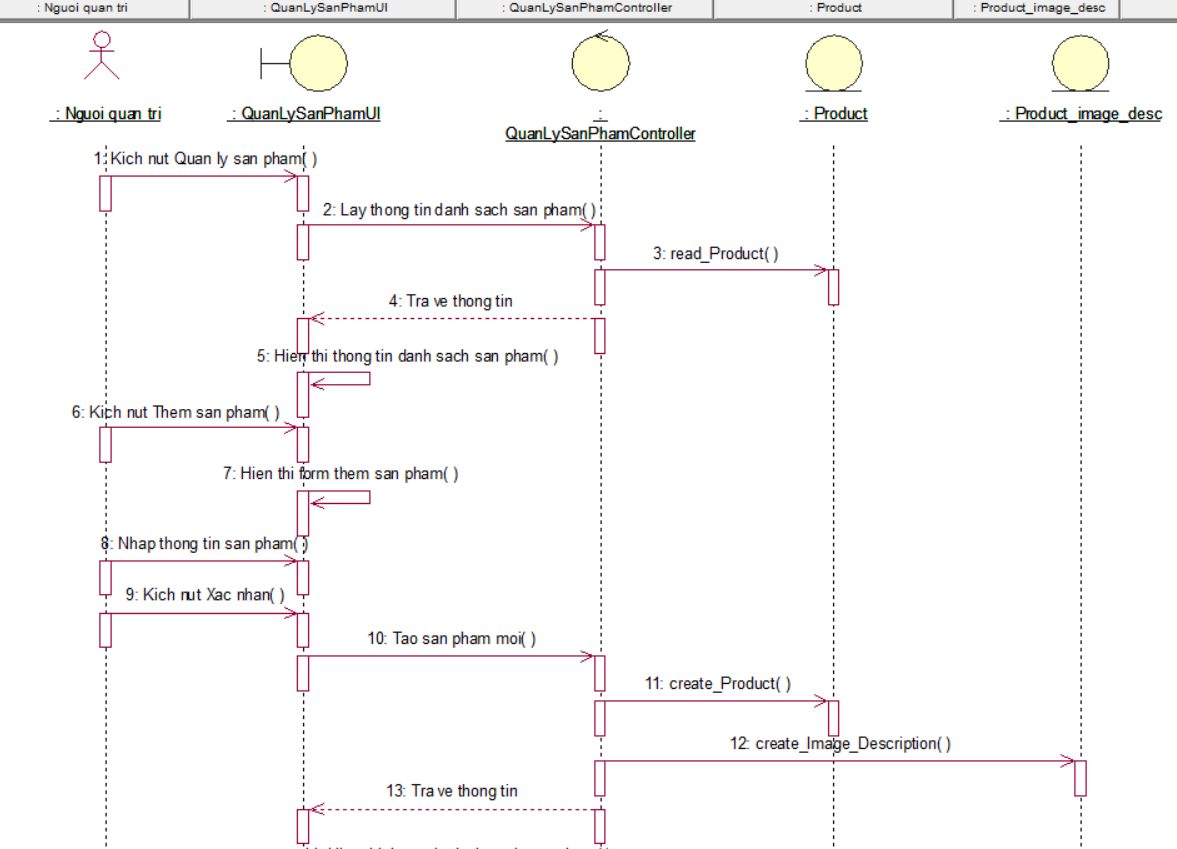 : Nguoi quan tri
: QuanLySanPhamUI
: QuanLySanPhamController
: Product
: Product_image_desc
: Nguoi quan tri
: QuanLySanPhamUI
:
QuanLySanPhamController
: Product
: Product_image_desc
1: Kich nut Quan ly san pham( )
2: Lay thong tin danh sach san pham( )
3: read_Product( )
4: Tra ve thong tin
5: Hien thi thong tin danh sach san pham( )
6: Kich nut Them san pham( )
7: Hien thi form them san pham( )
8: Nhap thong tin san pham( )
9: Kich nut Xac nhan( )
10: Tao san pham moi( )
11: create_Product( )
12: create_Image_Description( )
13: Tra ve thong tin